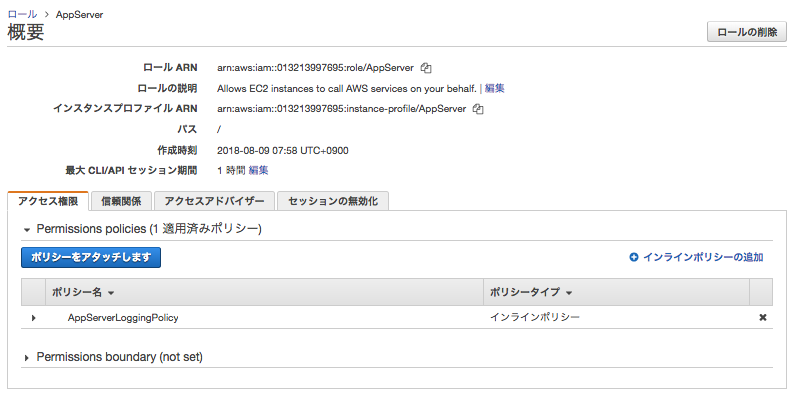 ロール > AppServer
概要
ロールの削除
ロール ARN arn:aws:iam::013213997695:role/AppServer
ロールの説明 Allows EC2 instances to call AWS services on your behalf. | 編集
インスタンスプロファイル ARN arn:aws:iam::013213997695:instance-profile/AppServer
パス /
作成時刻 2018-08-09 07:58 UTC+0900
最大 CLI/API セッション期間 1 時間 編集
アクセス権限 信頼関係 アクセスアドバイザー セッションの無効化
Permissions policies (1 適用済みポリシー)
ポリシーをアタッチします インラインポリシーの追加
ポリシー名 ポリシータイプ
AppServerLoggingPolicy インラインポリシー
Permissions boundary (not set)